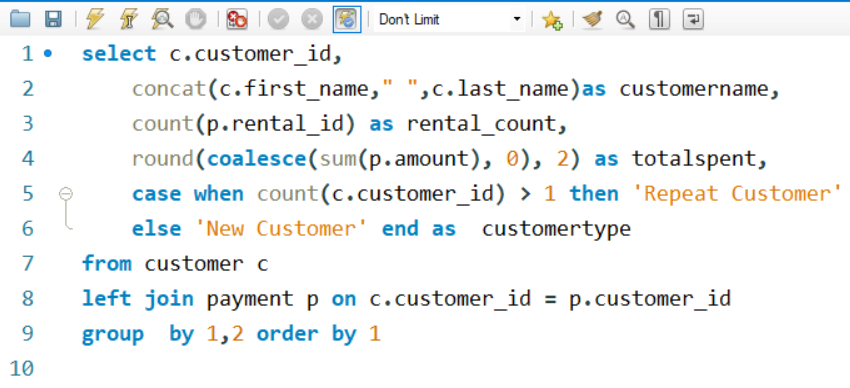 Don't Limit
1 select c.customer_id,
2 concat(c.first_name," ",c.last_name)as customername,
3 count(p.rental_id) as rental_count,
4 round(coalesce(sum(p.amount), 0), 2) as totalspent,
5 case when count(c.customer_id) > 1 then 'Repeat Customer'
6 else 'New Customer' end as  customertype
7 from customer c
8 left join payment p on c.customer_id = p.customer_id
9 group  by 1,2 order by 1
10